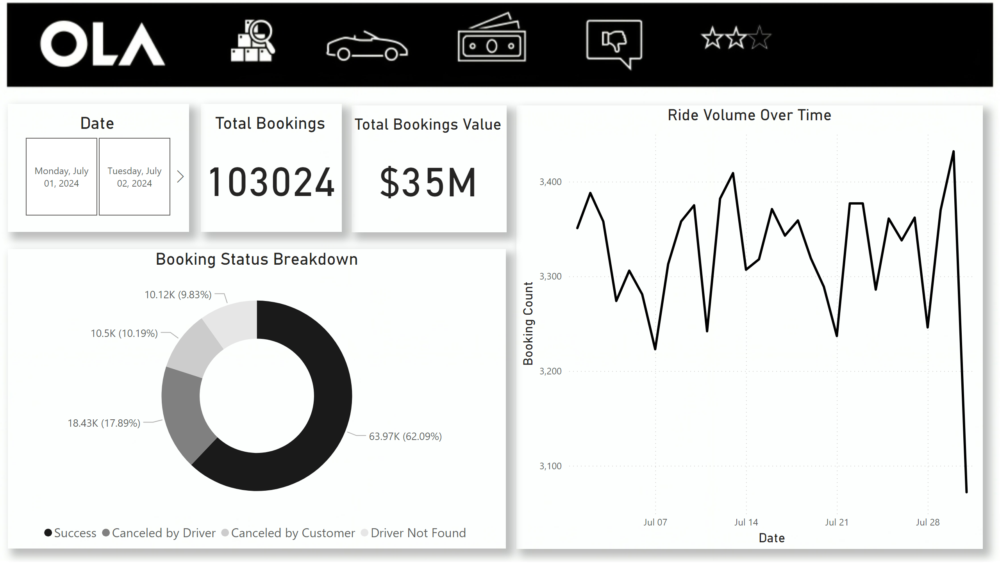 OLA
Date
Monday, July
01, 2024
Tuesday, July
02, 2024
Total Bookings
103024
Total Bookings Value
$35M
Booking Status Breakdown
10.12K (9.83%)
10.5K (10.19%)
18.43K (17.89%)
63.97K (62.09%)
Success
Canceled by Driver
Canceled by Customer
Driver Not Found
Ride Volume Over Time
Booking Count
3,400
3,300
3,200
3,100
Jul 07
Jul 14
Jul 21
Jul 28
Date